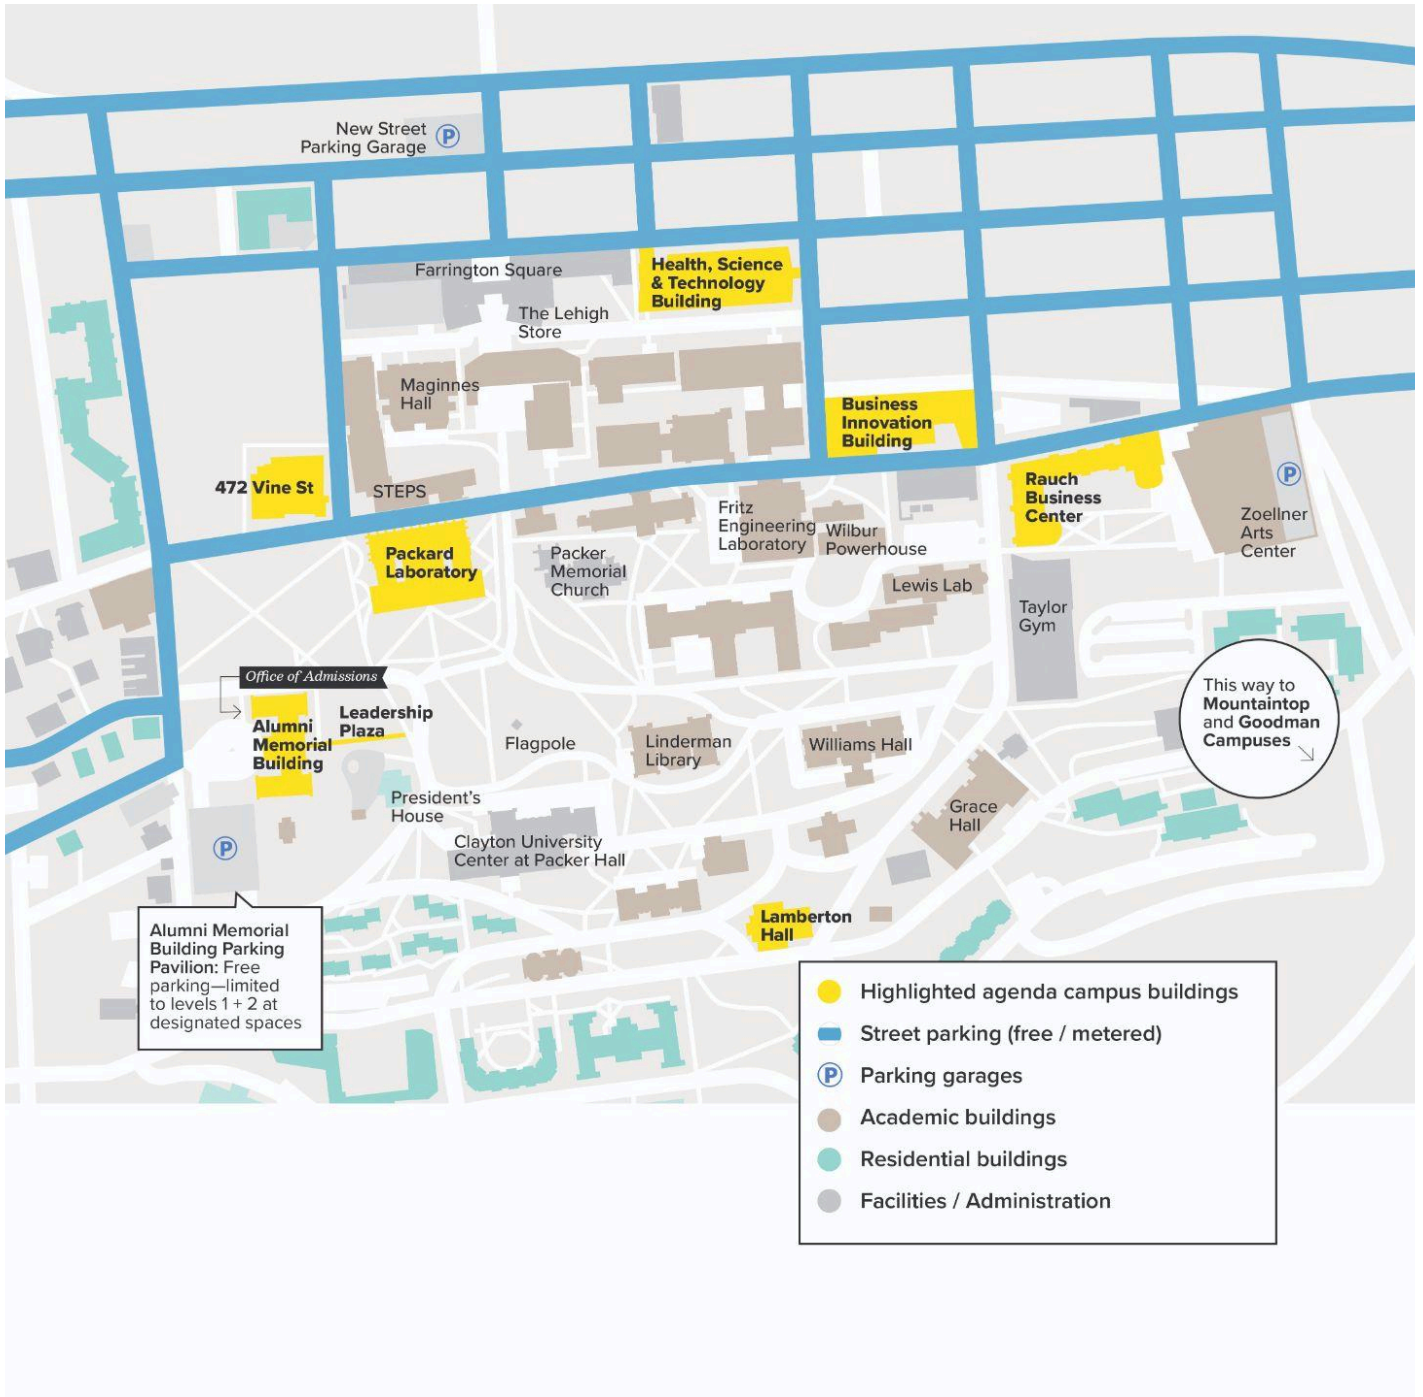 New Street
Parking Garage
P
Farrington Square
Health, Science
& Technology
Building
The Lehigh
Store
Maginnes
Hall
Business
Innovation
Building
472 Vine St
STEPS
Rauch
Business
Center
P
Zoellner
Arts
Center
Packard
Laboratory
Packer
Memorial
Church
Fritz
Engineering
Laboratory
Wilbur
Powerhouse
Lewis Lab
Taylor
Gym
Office of Admissions
Alumni
Memorial
Building
Leadership
Plaza
Flagpole
Linderman
Library
Williams Hall
This way to
Mountaintop
and Goodman
Campuses
President's
House
Clayton University
Center at Packer Hall
Grace
Hall
P
Lamberton
Hall
Alumni Memorial
Building Parking
Pavilion: Free
parking—limited
to levels 1 + 2 at
designated spaces
Highlighted agenda campus buildings
Street parking (free / metered)
P Parking garages
Academic buildings
Residential buildings
Facilities / Administration